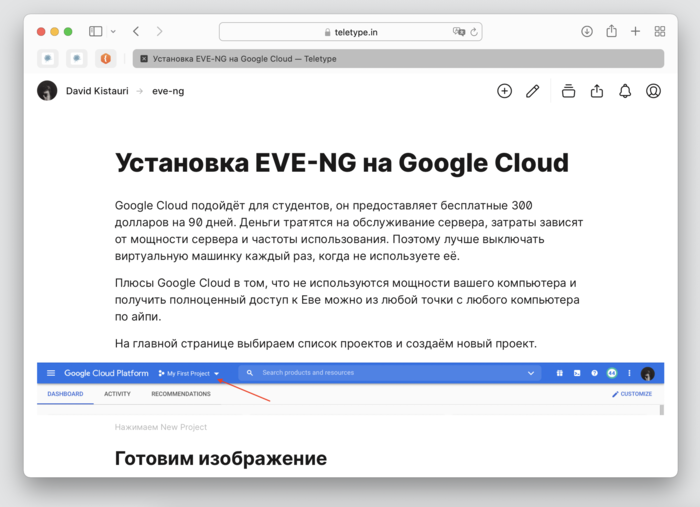 teletype.in
Установка EVE-NG на Google Cloud — Teletype
David Kistauri → eve-ng
Установка EVE-NG на Google Cloud
Google Cloud подойдёт для студентов, он предоставляет бесплатные 300
долларов на 90 дней. Деньги тратятся на обслуживание сервера, затраты зависят
от мощности сервера и частоты использования. Поэтому лучше выключать
виртуальную машинку каждый раз, когда не используете её.
Плюсы Google Cloud в том, что не используются мощности вашего компьютера и
получить полноценный доступ к Еве можно из любой точки с любого компьютера
по айпи.
На главной странице выбираем список проектов и создаём новый проект.
Google Cloud Platform My First Project Search products and resources
DASHBOARD ACTIVITY RECOMMENDATIONS CUSTOMIZE
Нажимаем New Project
Готовим изображение